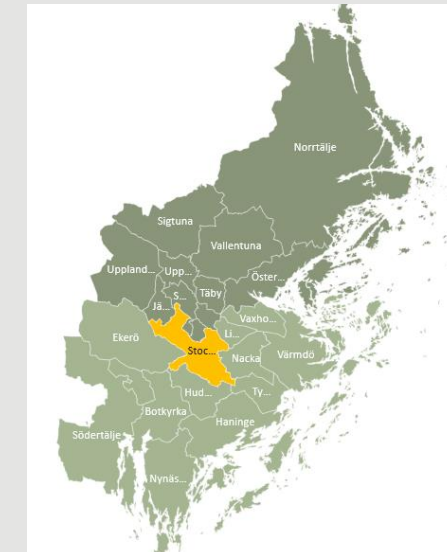 Norrtälje
Sigtuna
Vallentuna
Uppland...
Upp...
Öster...
S...
Täby
Jä...
Vaxho...
Li...
Ekerö
Stoc...
Nacka
Värmdö
Hud...
Ty...
Botkyrka
Haninge
Södertälje
Nynäs...